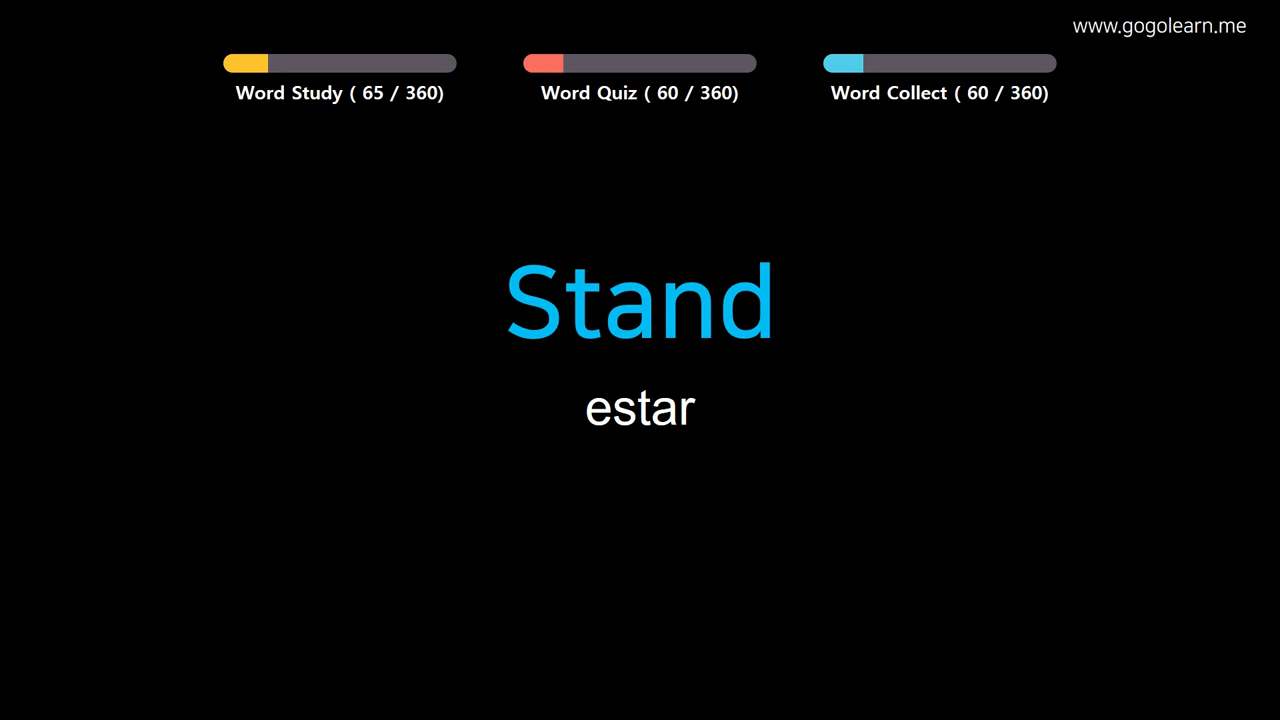 www.gogolearn.me
Word Study ( 65 / 360)
Word Quiz ( 60 / 360)
Word Collect ( 60 / 360)
Stand
estar